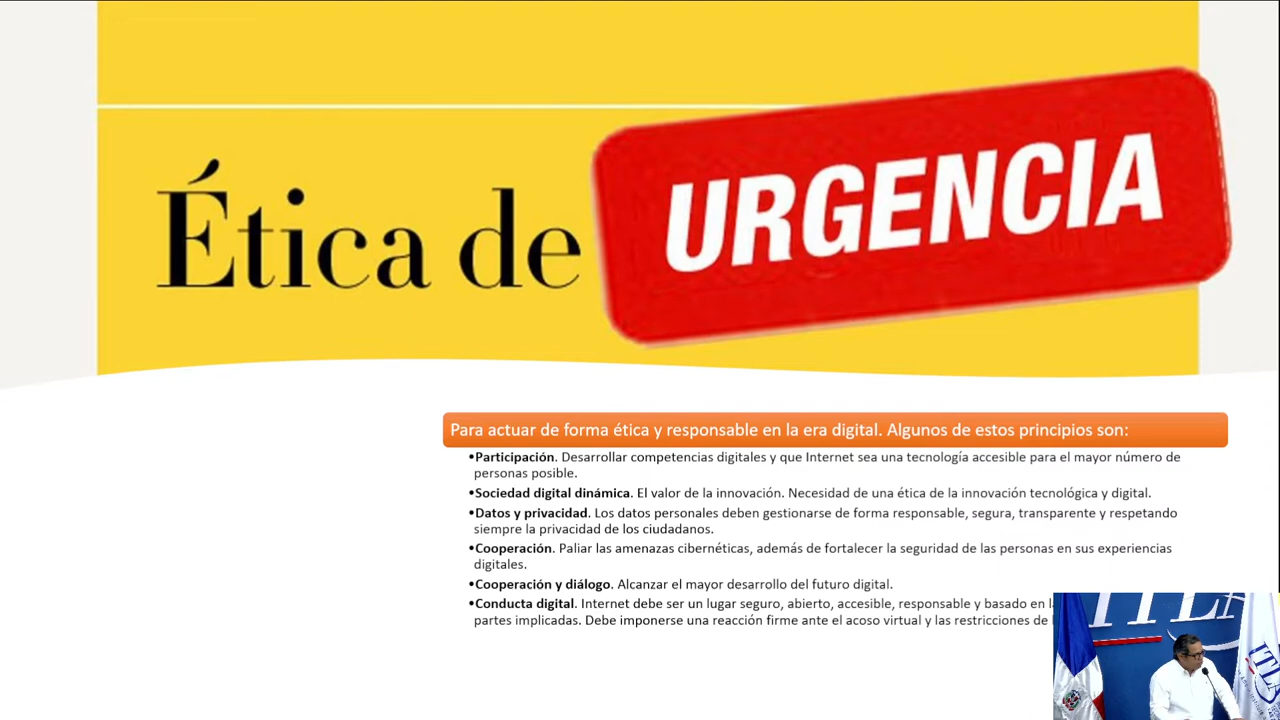 Ética de
URGENCIA
Para actuar de forma ética y responsable en la era digital. Algunos de estos principios son:
•Participación. Desarrollar competencias digitales y que Internet sea una tecnología accesible para el mayor número de
personas posible.
•Sociedad digital dinámica. El valor de la innovación. Necesidad de una ética de la innovación tecnológica y digital.
•Datos y privacidad. Los datos personales deben gestionarse de forma responsable, segura, transparente y respetando
siempre la privacidad de los ciudadanos.
•Cooperación. Paliar las amenazas cibernéticas, además de fortalecer la seguridad de las personas en sus experiencias
digitales.
•Cooperación y diálogo. Alcanzar el mayor desarrollo del futuro digital.
•Conducta digital. Internet debe ser un lugar seguro, abierto, accesible, responsable y basado en
partes implicadas. Debe imponerse una reacción firme ante el acoso virtual y las restricciones de
ITLA